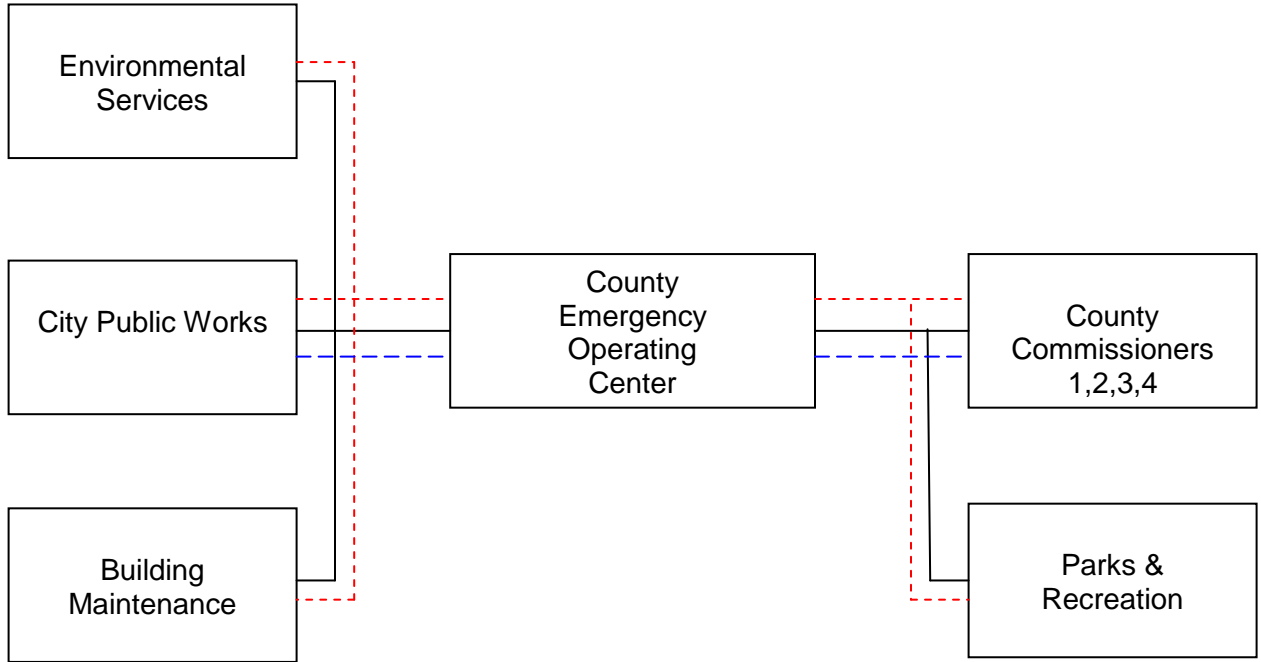 Environmental
Services
City Public Works
Building
Maintenance
County
Emergency
Operating
Center
County
Commissioners
1,2,3,4
Parks &
Recreation